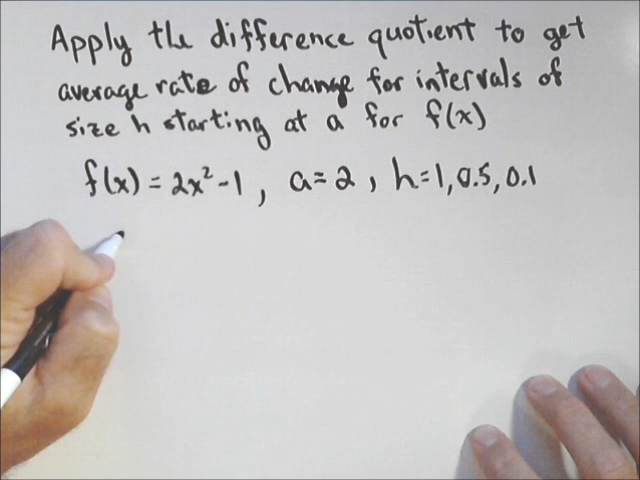 Apply the difference quotient to get
average rate of change for intervals of
size h starting at a for f(x)
f(x) = 2x² - 1, a = 2, h = 1, 0.5, 0.1